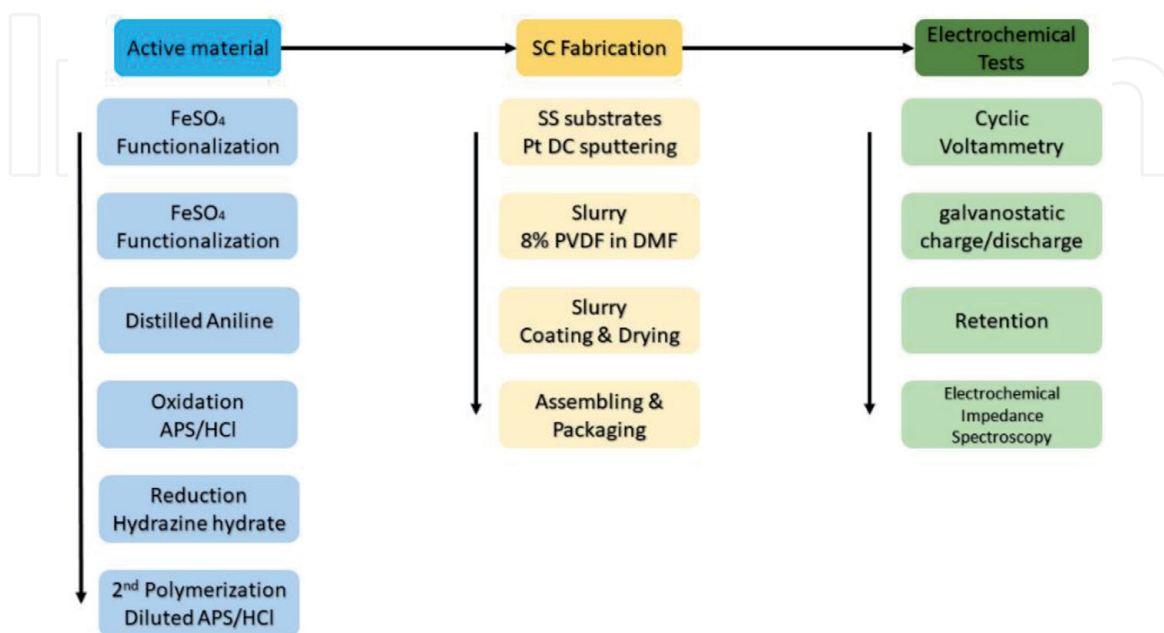 Active material
SC Fabrication
Electrochemical
Tests
FeSO₄
Functionalization
FeSO₄
Functionalization
Distilled Aniline
Oxidation
APS/HCl
Reduction
Hydrazine hydrate
2ⁿᵈ Polymerization
Diluted APS/HCl
SS substrates
Pt DC sputtering
Slurry
8% PVDF in DMF
Slurry
Coating & Drying
Assembling &
Packaging
Cyclic
Voltammetry
galvanostatic
charge/discharge
Retention
Electrochemical
Impedance
Spectroscopy